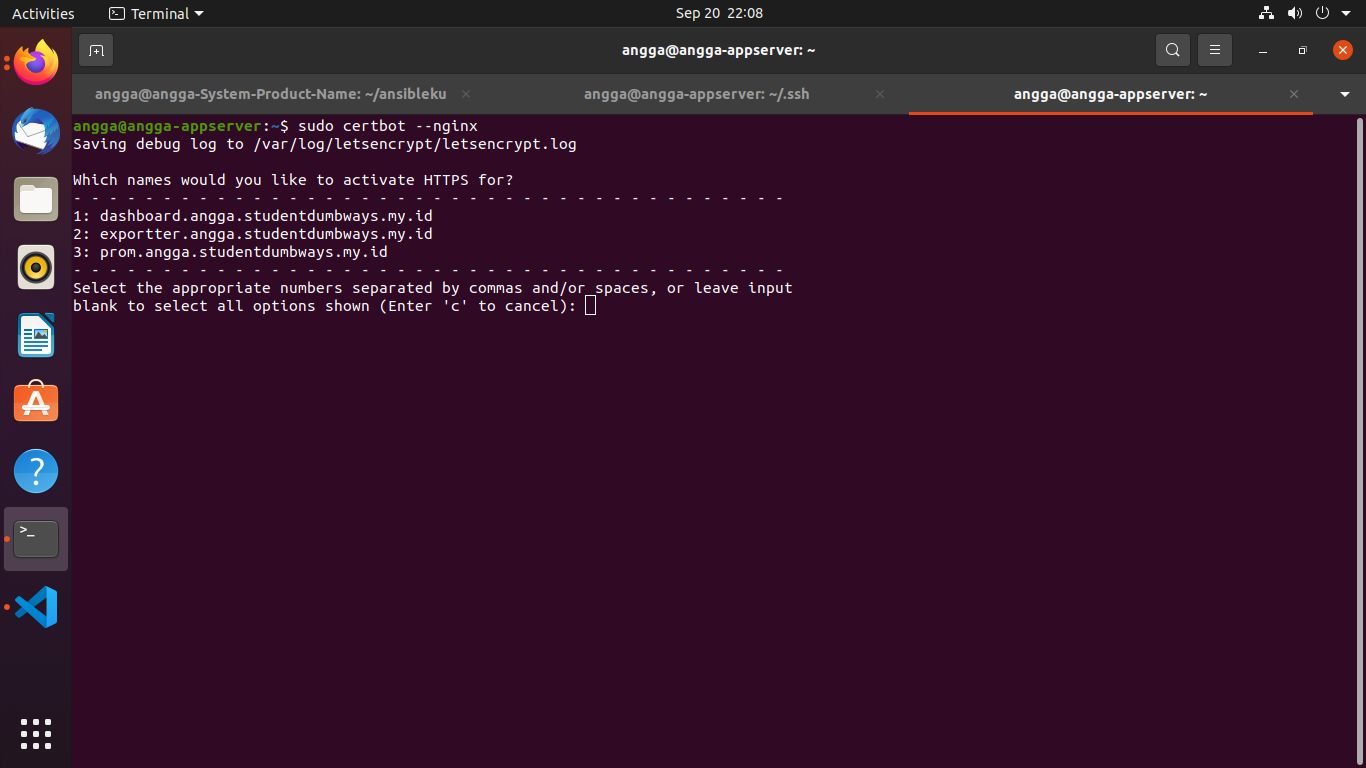 Activities
Terminal
Sep 20 22:08
angga@angga-appserver: ~
angga@angga-System-Product-Name: ~/ansibleku
angga@angga-appserver: ~/.ssh
angga@angga-appserver: ~
angga@angga-appserver:~$ sudo certbot --nginx
Saving debug log to /var/log/letsencrypt/letsencrypt.log
Which names would you like to activate HTTPS for?
- - - - - - - - - - - - - - - - - - - - - - - - - - - - - - - - - - - - - - - -
1: dashboard.angga.studentdumbways.my.id
2: exportter.angga.studentdumbways.my.id
3: prom.angga.studentdumbways.my.id
- - - - - - - - - - - - - - - - - - - - - - - - - - - - - - - - - - - - - - - -
Select the appropriate numbers separated by commas and/or spaces, or leave input
blank to select all options shown (Enter 'c' to cancel):